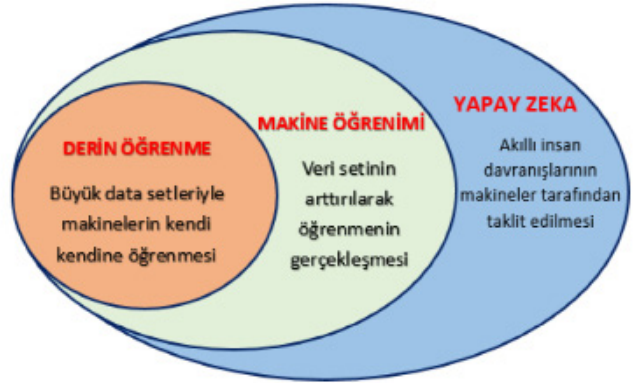 DERİN ÖĞRENME
Büyük data setleriyle
makinelerin kendi
kendine öğrenmesi
MAKİNE ÖĞRENİMİ
Veri setinin
arttırılarak
öğrenmenin
gerçekleşmesi
YAPAY ZEKA
Akıllı insan
davranışlarının
makineler tarafından
taklit edilmesi